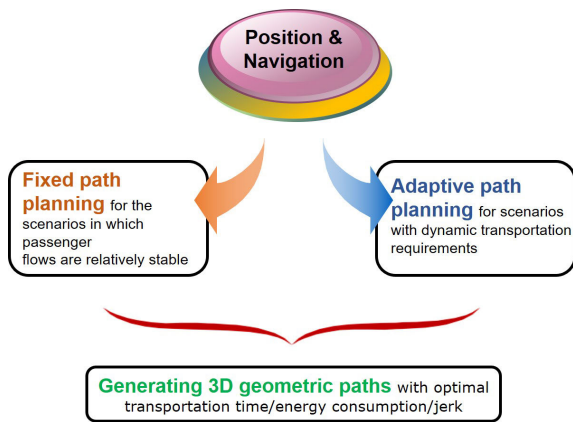 Position &
Navigation
Fixed path
planning for the
scenarios in which
passenger
flows are relatively stable
Adaptive path
planning for scenarios
with dynamic transportation
requirements
Generating 3D geometric paths with optimal
transportation time/energy consumption/jerk